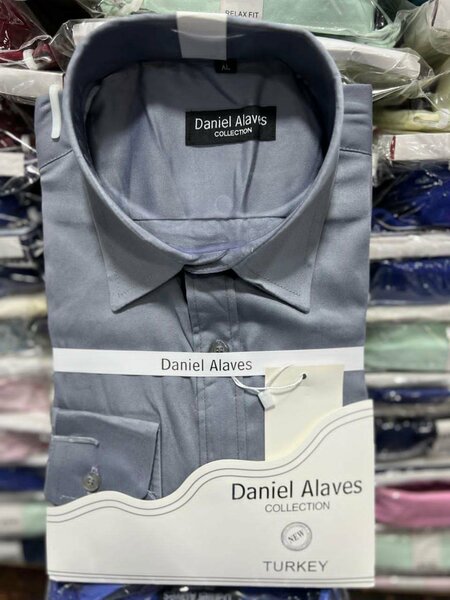 RELAX FIT
XL
Daniel Alaves
COLLECTION
Daniel Alaves
Daniel Alaves
COLLECTION
NEW
TURKEY